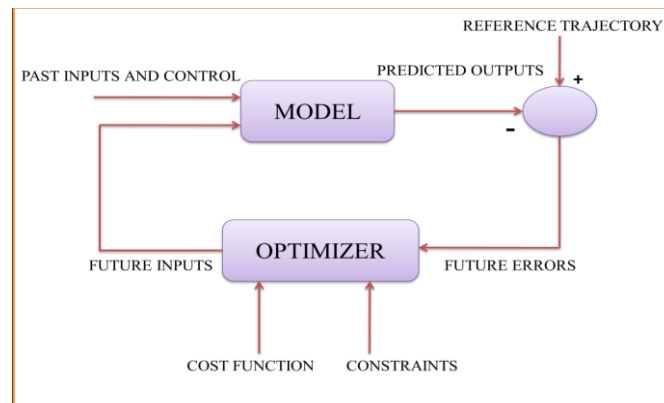 REFERENCE TRAJECTORY
PAST INPUTS AND CONTROL
PREDICTED OUTPUTS
+
MODEL
-
OPTIMIZER
FUTURE INPUTS
FUTURE ERRORS
COST FUNCTION
CONSTRAINTS